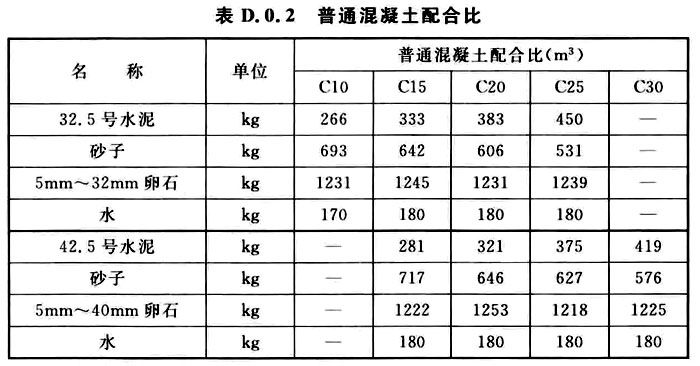 表 D.0.2 普通混凝土配合比
名 称 单位 普通混凝土配合比(m³)
C10 C15 C20 C25 C30
32.5号水泥 kg 266 333 383 450 —
砂子 kg 693 642 606 531 —
5mm～32mm 卵石 kg 1231 1245 1231 1239 —
水 kg 170 180 180 180 —
42.5号水泥 kg — 281 321 375 419
砂子 kg — 717 646 627 576
5mm～40mm 卵石 kg — 1222 1253 1218 1225
水 kg — 180 180 180 180